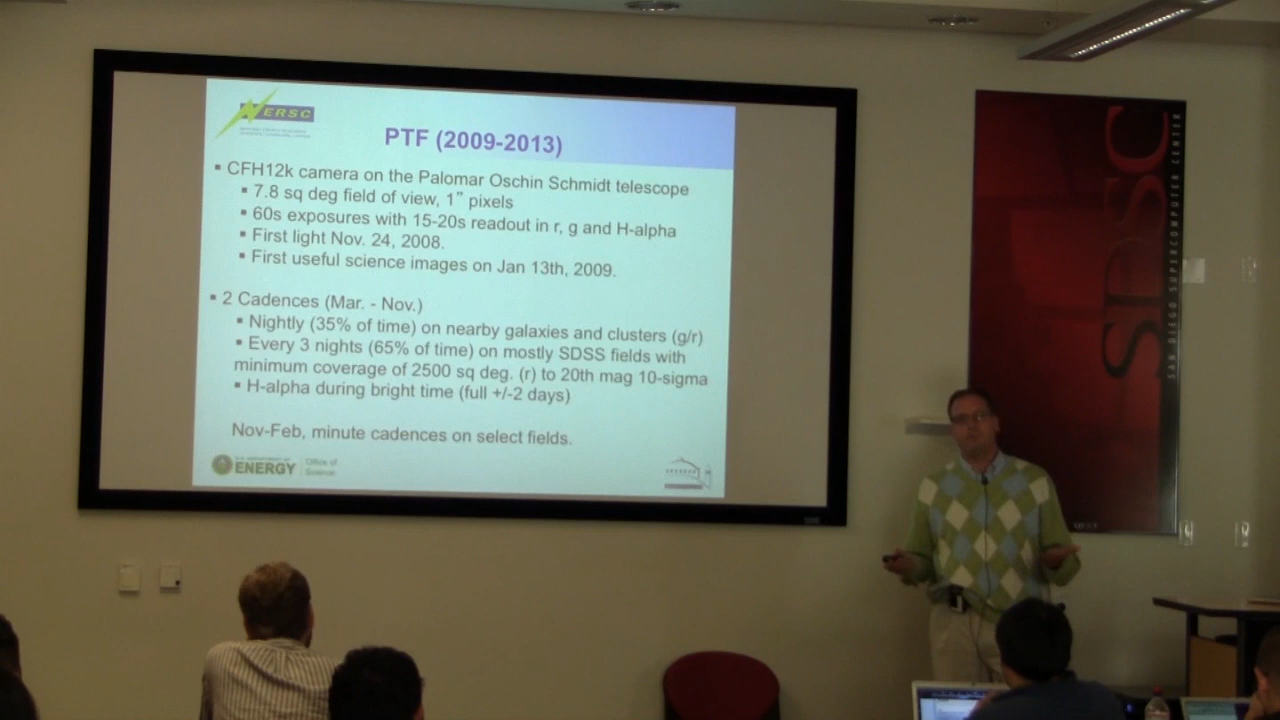 NERSC
PTF (2009-2013)
▪ CFH12k camera on the Palomar Oschin Schmidt telescope
▪ 7.8 sq deg field of view, 1” pixels
▪ 60s exposures with 15-20s readout in r, g and H-alpha
▪ First light Nov. 24, 2008.
▪ First useful science images on Jan 13th, 2009.
▪ 2 Cadences (Mar. - Nov.)
▪ Nightly (35% of time) on nearby galaxies and clusters (g/r)
▪ Every 3 nights (65% of time) on mostly SDSS fields with
minimum coverage of 2500 sq deg. (r) to 20th mag 10-sigma
▪ H-alpha during bright time (full +/-2 days)
Nov-Feb, minute cadences on select fields.
U.S. DEPARTMENT OF
ENERGY
Office of
Science
SDSC
SAN DIEGO SUPERCOMPUTER CENTER